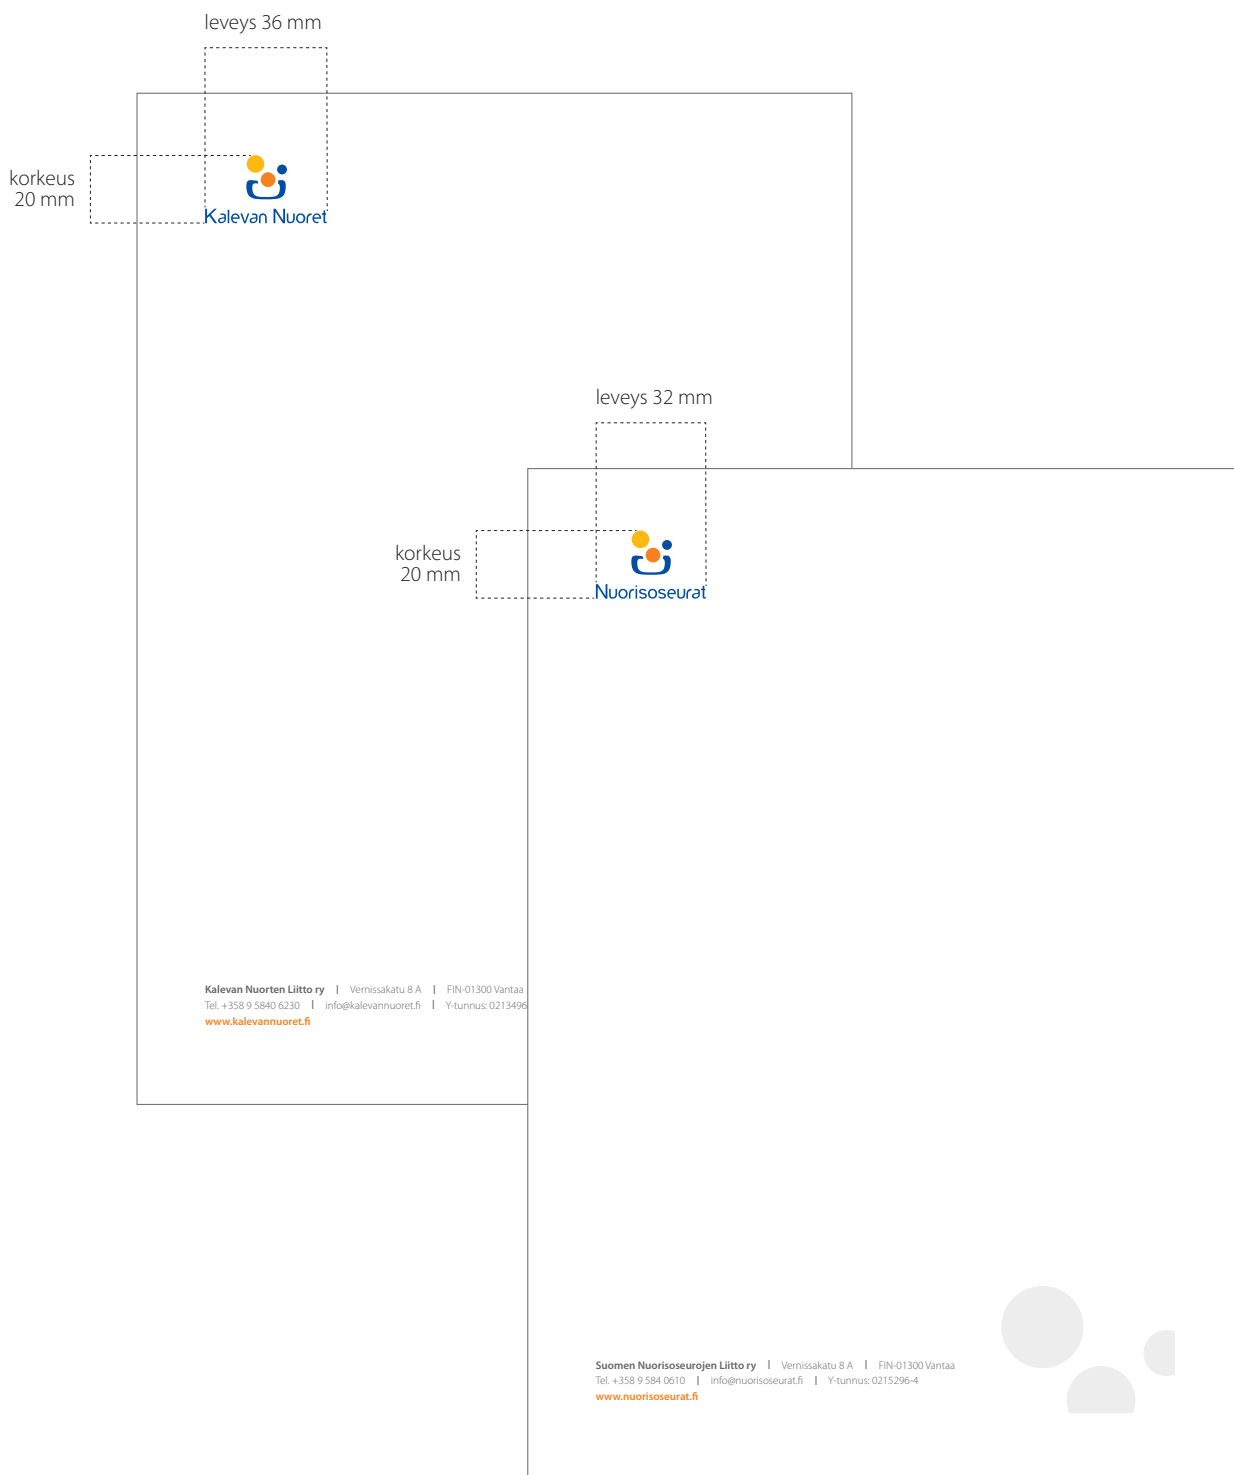 leveys 36 mm
korkeus
20 mm
Kalevan Nuoret
leveys 32 mm
korkeus
20 mm
Nuorisoseurat
Kalevan Nuorten Liitto ry | Vernissakatu 8 A | FIN-01300 Vantaa
Tel. +358 9 5840 6230 | info@kalevannuoret.fi | Y-tunnus: 0213496
www.kalevannuoret.fi
Suomen Nuorisoseurojen Liitto ry | Vernissakatu 8 A | FIN-01300 Vantaa
Tel. +358 9 584 0610 | info@nuorisoseurat.fi | Y-tunnus: 0215296-4
www.nuorisoseurat.fi